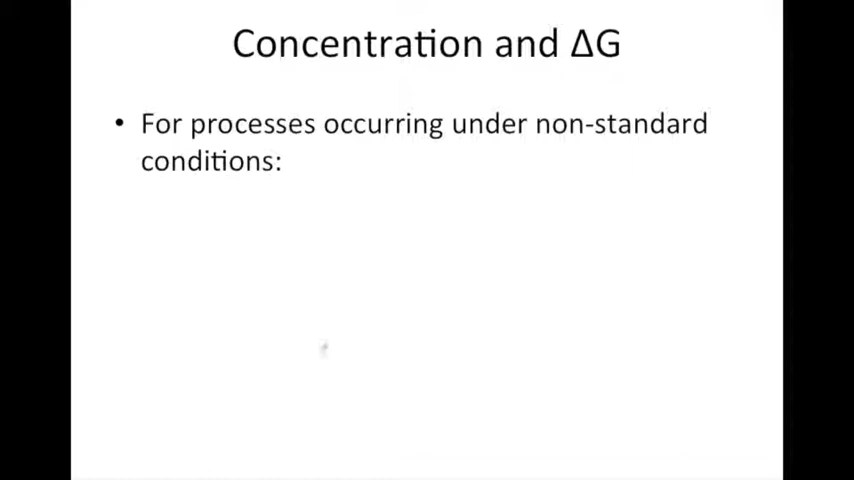 Concentration and ΔG
• For processes occurring under non-standard
conditions: